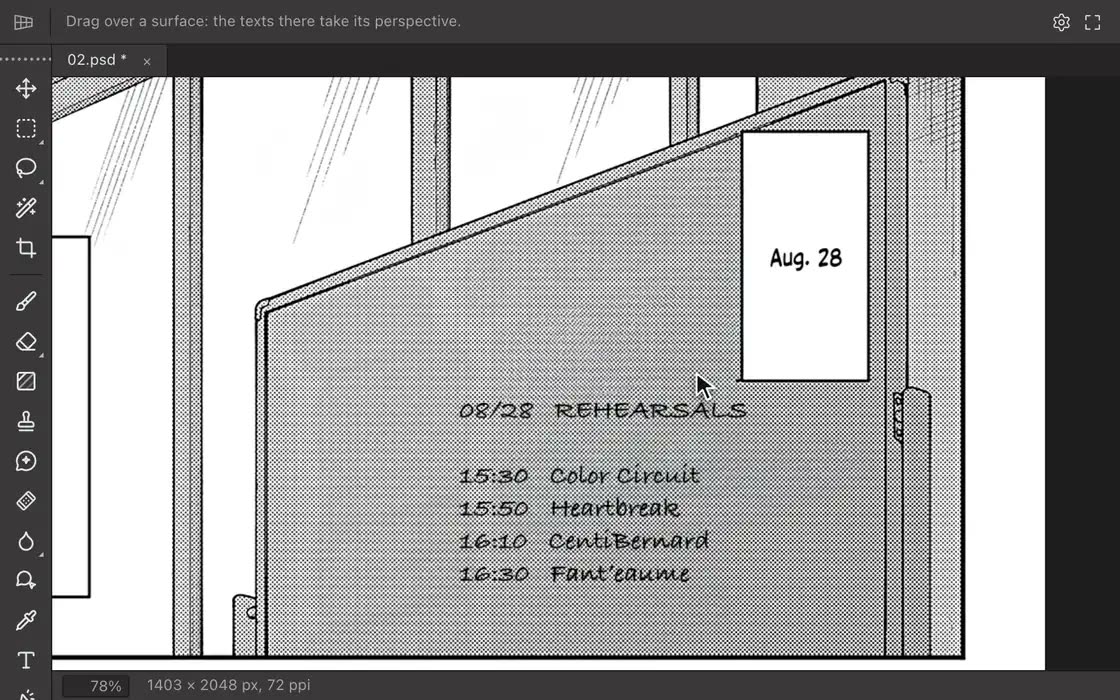 Drag over a surface: the texts there take its perspective.
02.psd *
Aug. 28
08/28 REHEARSALS
15:30 Color Circuit
15:50 Heartbreak
16:10 CentiBernard
16:30 Fant'eaume
78%
1403 × 2048 px, 72 ppi